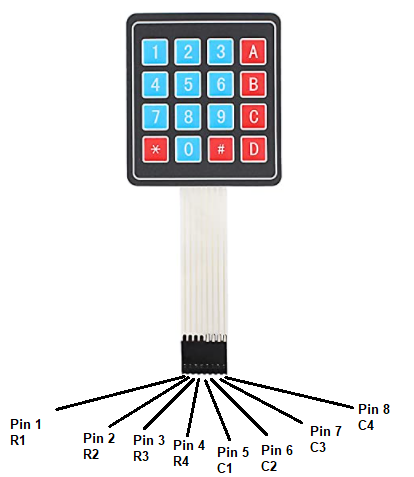 1 2 3 A
4 5 6 B
7 8 9 C
* 0 # D
Pin 1
R1
Pin 2
R2
Pin 3
R3
Pin 4
R4
Pin 5
C1
Pin 6
C2
Pin 7
C3
Pin 8
C4